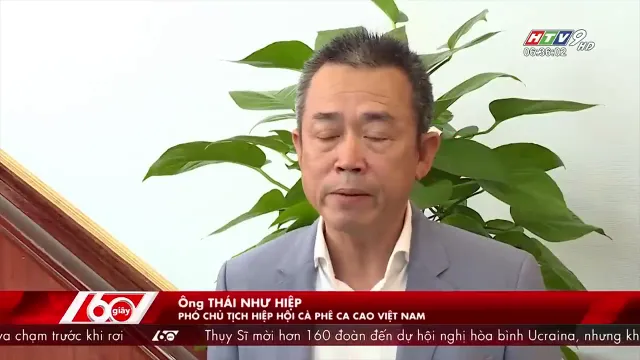 HTV9 HD
06:36:02
Ông THÁI NHƯ HIỆP
PHÓ CHỦ TỊCH HIỆP HỘI CÀ PHÊ CA CAO VIỆT NAM
60 giây
va chạm trước khi rơi 60 Thụy Sĩ mời hơn 160 đoàn đến dự hội nghị hòa bình Ucraina, nhưng kh